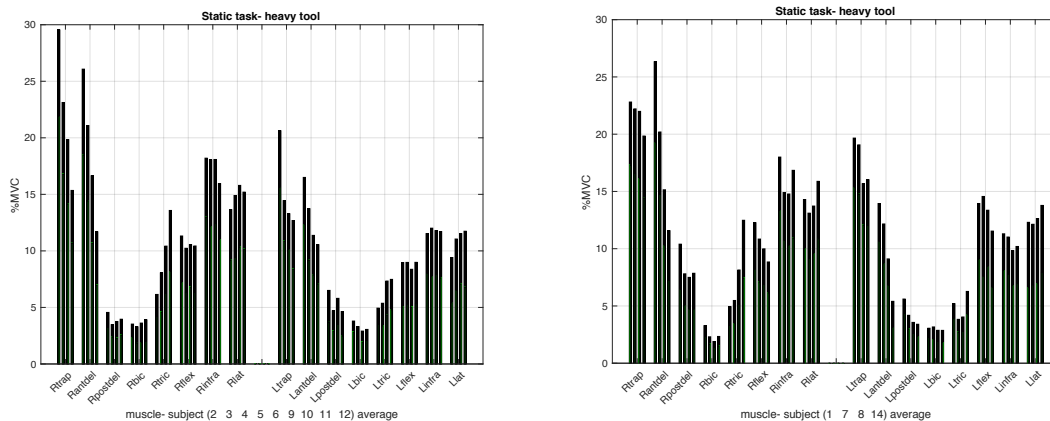 Static task- heavy tool
30
25
20
15
10
5
0
%MVC
Rtrap
Rantdel
Rpostdel
Rbic
Rtric
Rflex
RInfra
Rlat
Ltrap
Lantdel
Lpostdel
Lbic
Ltric
Lflex
Linfra
Llat
muscle- subject (2 3 4 5 6 9 10 11 12) average
Static task- heavy tool
30
25
20
15
10
5
0
%MVC
Rtrap
Rantdel
Rpostdel
Rbic
Rtric
Rflex
RInfra
Rlat
Ltrap
Lantdel
Lpostdel
Lbic
Ltric
Lflex
Linfra
Llat
muscle- subject (1 7 8 14) average